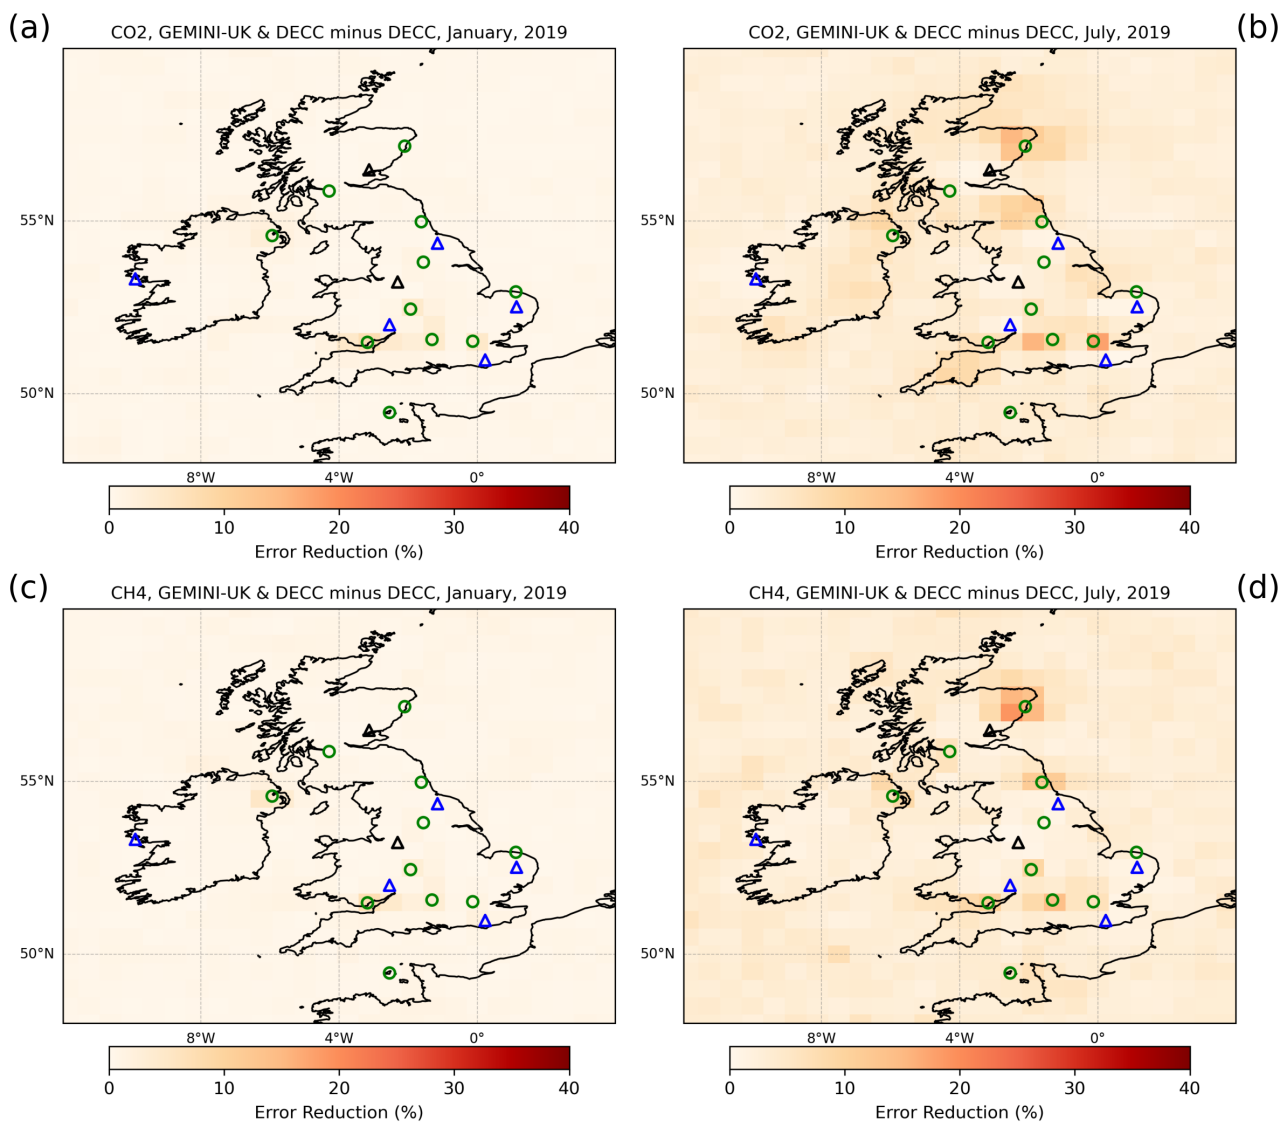 (a)
CO2, GEMINI-UK & DECC minus DECC, January, 2019
55°N
50°N
8°W 4°W 0°
0 10 20 30 40
Error Reduction (%)
(b)
CO2, GEMINI-UK & DECC minus DECC, July, 2019
55°N
50°N
8°W 4°W 0°
0 10 20 30 40
Error Reduction (%)
(c)
CH4, GEMINI-UK & DECC minus DECC, January, 2019
55°N
50°N
8°W 4°W 0°
0 10 20 30 40
Error Reduction (%)
(d)
CH4, GEMINI-UK & DECC minus DECC, July, 2019
55°N
50°N
8°W 4°W 0°
0 10 20 30 40
Error Reduction (%)